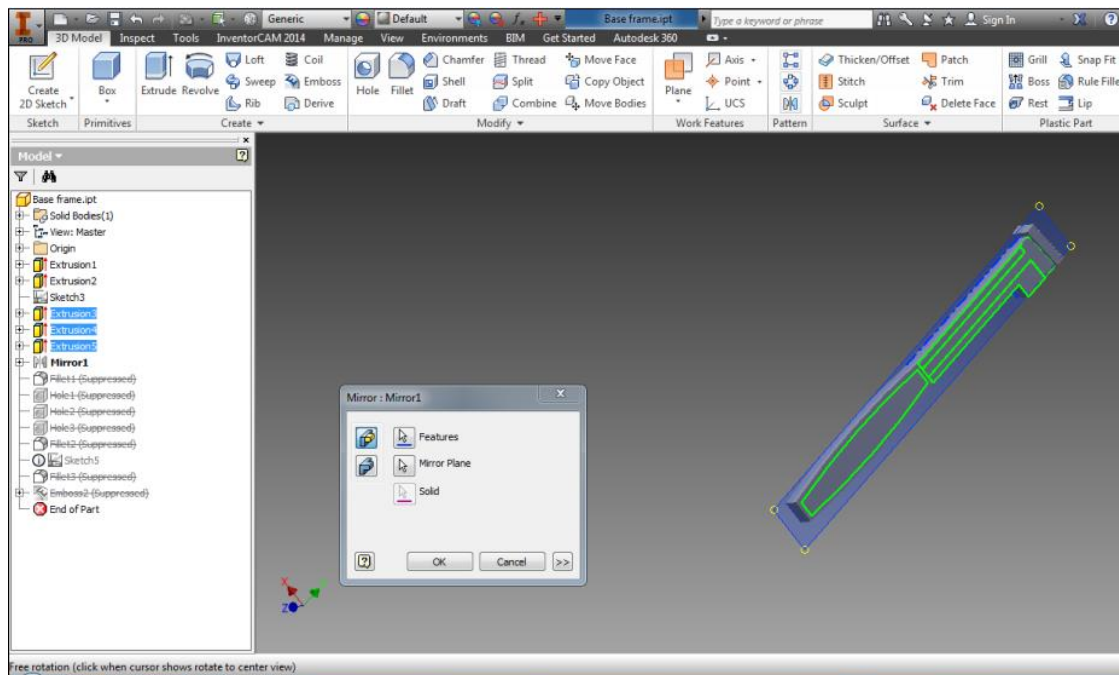 PRO
Generic
Default
Base frame.ipt
Type a keyword or phrase
Sign In
3D Model Inspect Tools InventorCAM 2014 Manage View Environments BIM Get Started Autodesk 360
Create 2D Sketch
Box
Extrude
Revolve
Loft
Sweep
Rib
Coil
Emboss
Derive
Hole
Fillet
Chamfer
Shell
Draft
Thread
Split
Combine
Move Face
Copy Object
Move Bodies
Plane
Axis
Point
UCS
Thicken/Offset
Stitch
Sculpt
Patch
Trim
Delete Face
Grill
Boss
Rest
Snap Fit
Rule Fille
Lip
Sketch Primitives Create Modify Work Features Pattern Surface Plastic Part
Model
Base frame.ipt
Solid Bodies(1)
View: Master
Origin
Extrusion1
Extrusion2
Sketch3
Extrusion3
Extrusion4
Extrusion5
Mirror1
Fillet1 (Suppressed)
Hole1 (Suppressed)
Hole2 (Suppressed)
Hole3 (Suppressed)
Fillet2 (Suppressed)
Sketch5
Fillet3 (Suppressed)
Emboss2 (Suppressed)
End of Part
Mirror : Mirror1
Features
Mirror Plane
Solid
OK Cancel >>
X
Z
Free rotation (click when cursor shows rotate to center view)